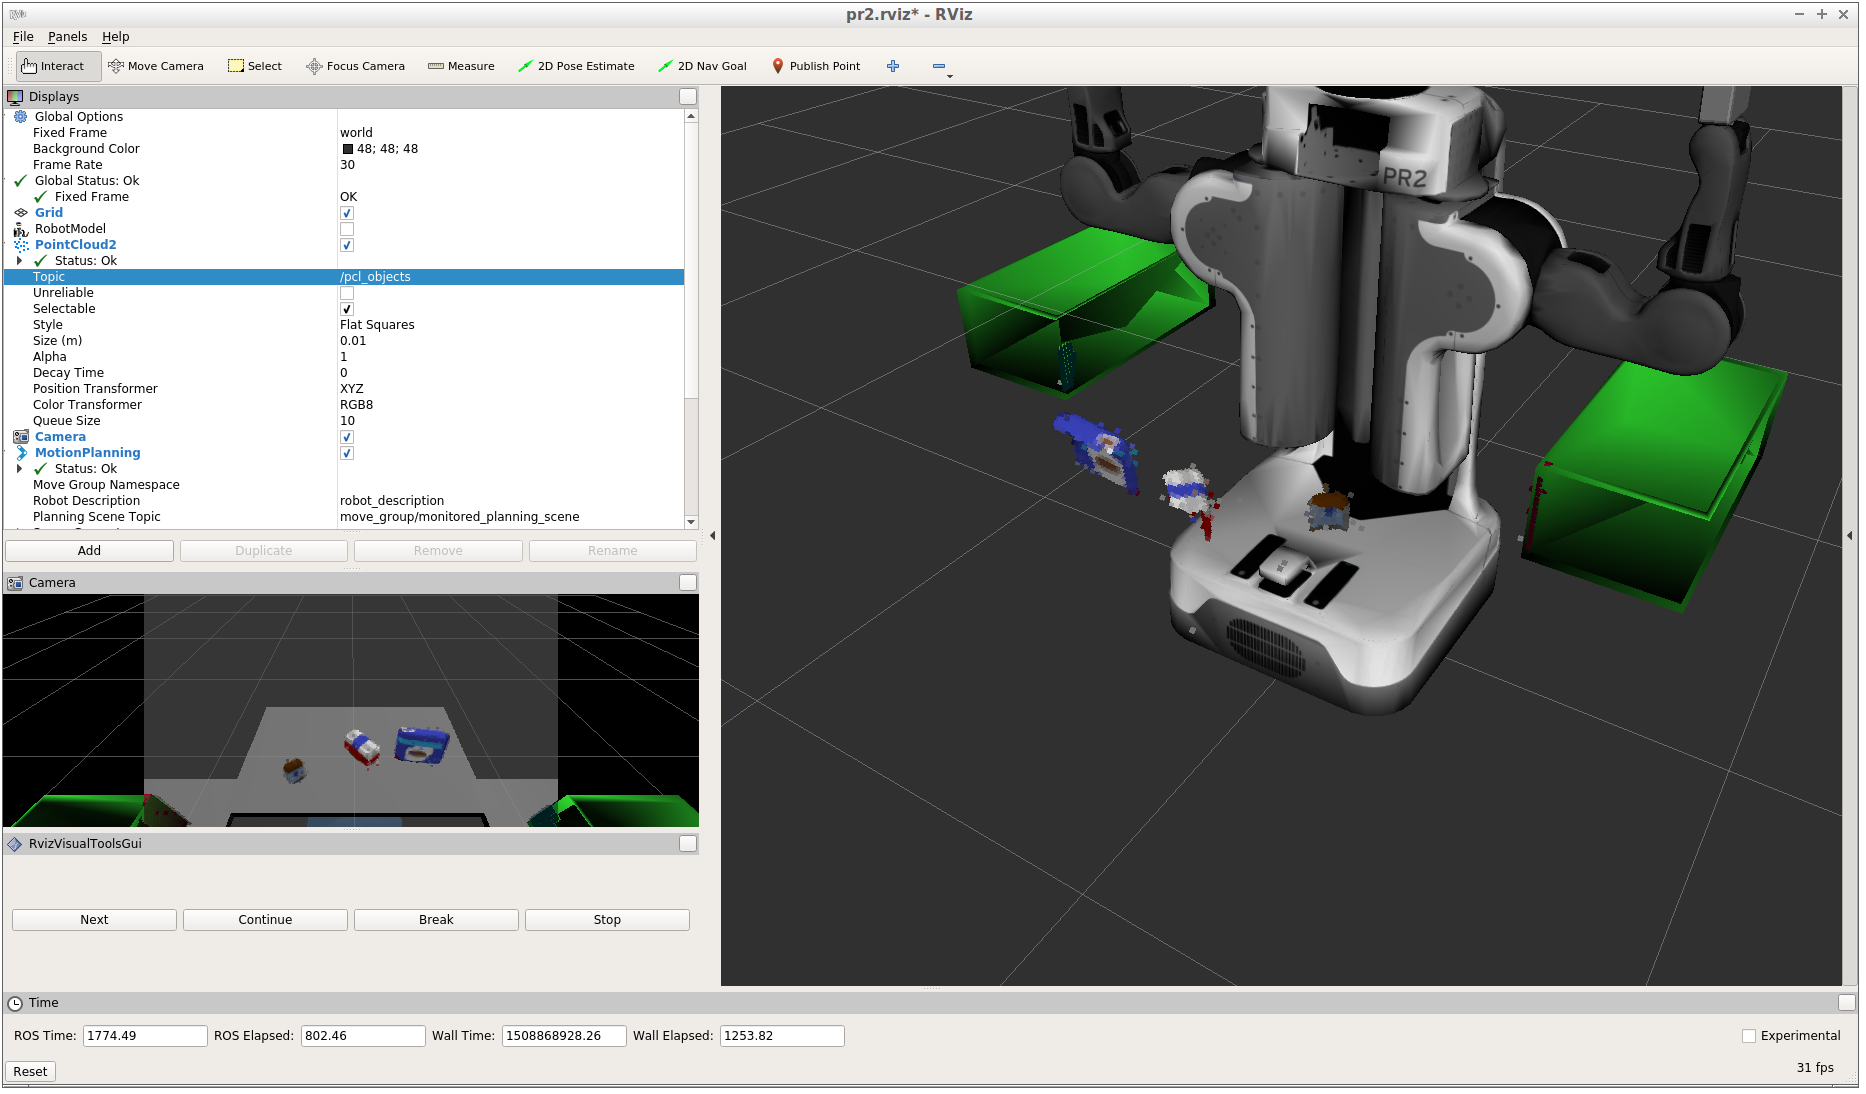 pr2.rviz* - RViz
File Panels Help
Interact Move Camera Select Focus Camera Measure 2D Pose Estimate 2D Nav Goal Publish Point
Displays
Global Options
Fixed Frame world
Background Color 48; 48; 48
Frame Rate 30
Global Status: Ok
Fixed Frame OK
Grid
RobotModel
PointCloud2
Status: Ok
Topic /pcl_objects
Unreliable
Selectable
Style Flat Squares
Size (m) 0.01
Alpha 1
Decay Time 0
Position Transformer XYZ
Color Transformer RGB8
Queue Size 10
Camera
MotionPlanning
Status: Ok
Move Group Namespace
Robot Description robot_description
Planning Scene Topic move_group/monitored_planning_scene
Add Duplicate Remove Rename
Camera
RvizVisualToolsGui
Next Continue Break Stop
PR2
Time
ROS Time: 1774.49 ROS Elapsed: 802.46 Wall Time: 1508868928.26 Wall Elapsed: 1253.82 Experimental
Reset 31 fps